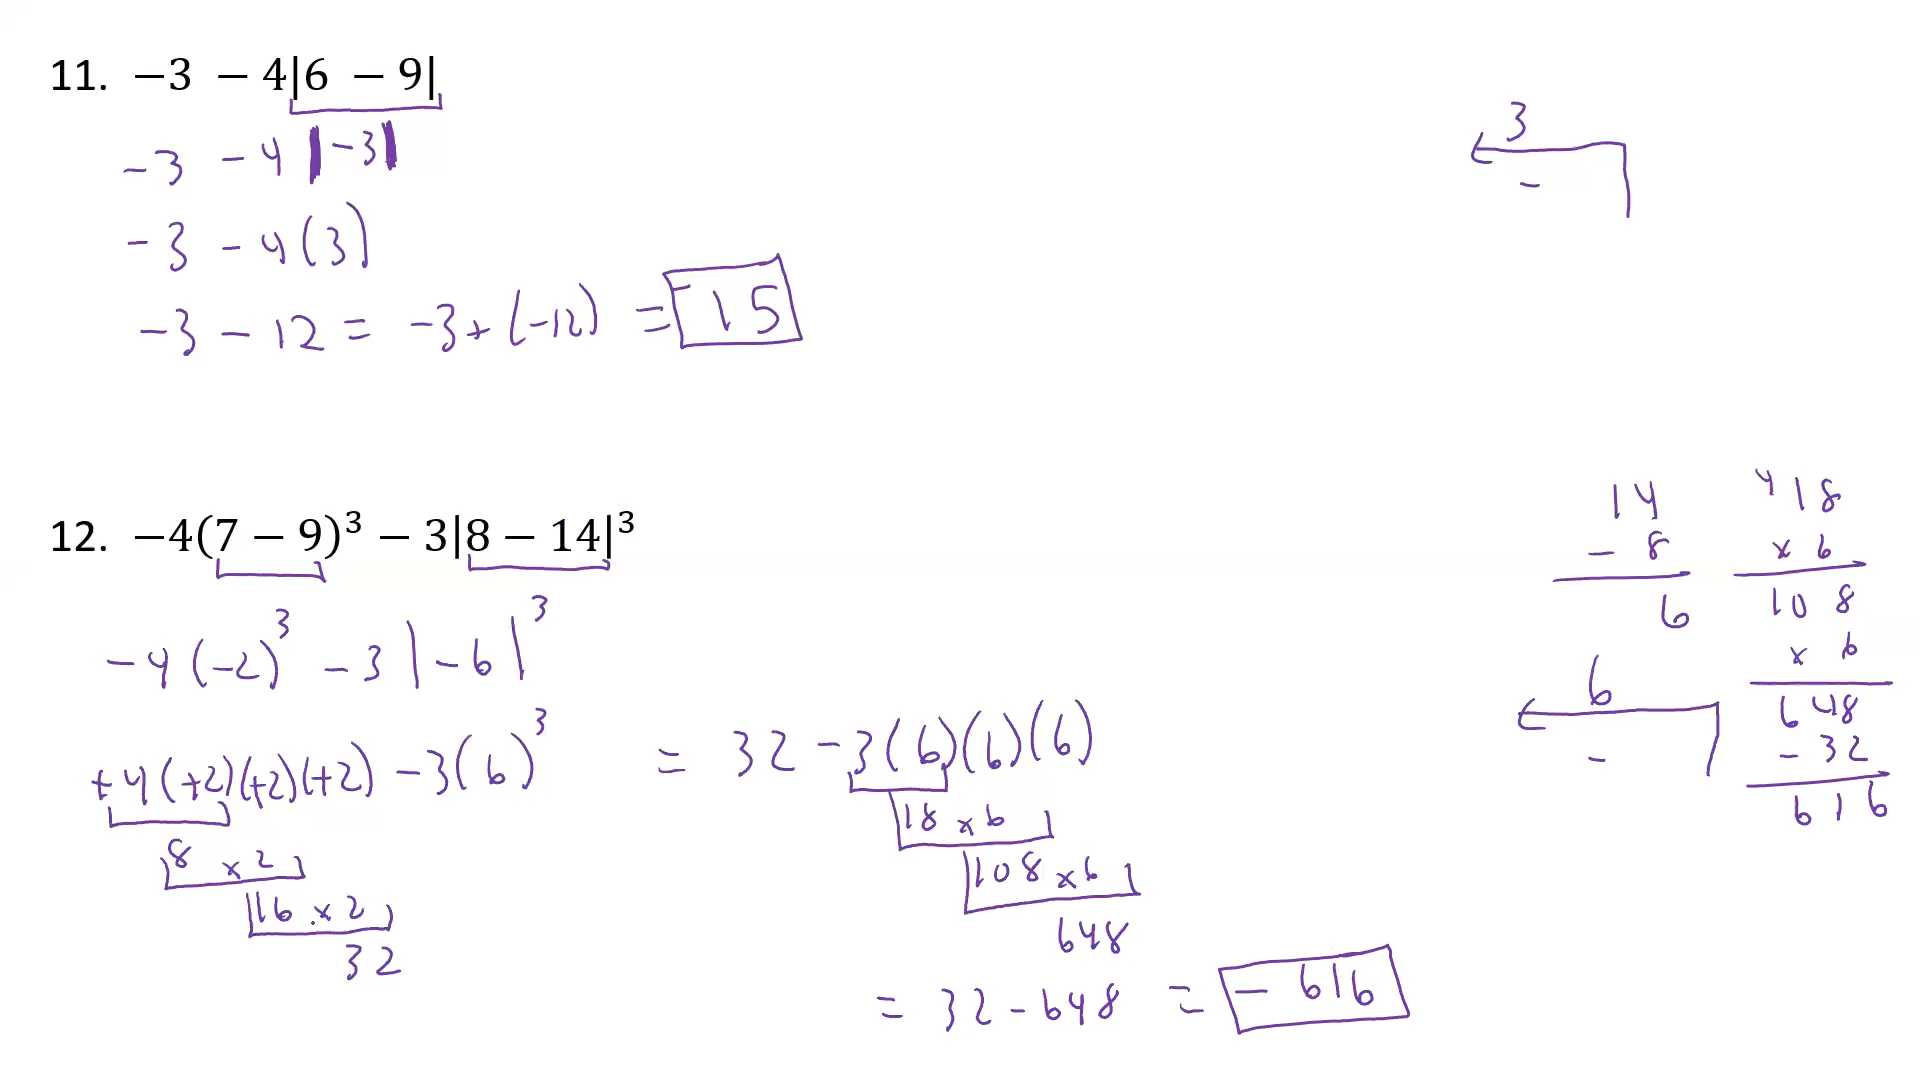 11. −3 − 4|6 − 9|
−3 − 4|−3|
−3 − 4(3)
−3 − 12 = −3 + (−12) = −15
3
−
12. −4(7 − 9)³ − 3|8 − 14|³
−4(−2)³ − 3|−6|³
+4(+2)(+2)(+2) − 3(6)³ = 32 − 3(6)(6)(6)
8 × 2
16 × 2
32
18 × 6
108 × 6
648
= 32 − 648 = −616
14
− 8
6
6
−
4
18
× 6
108
× 6
648
− 32
616